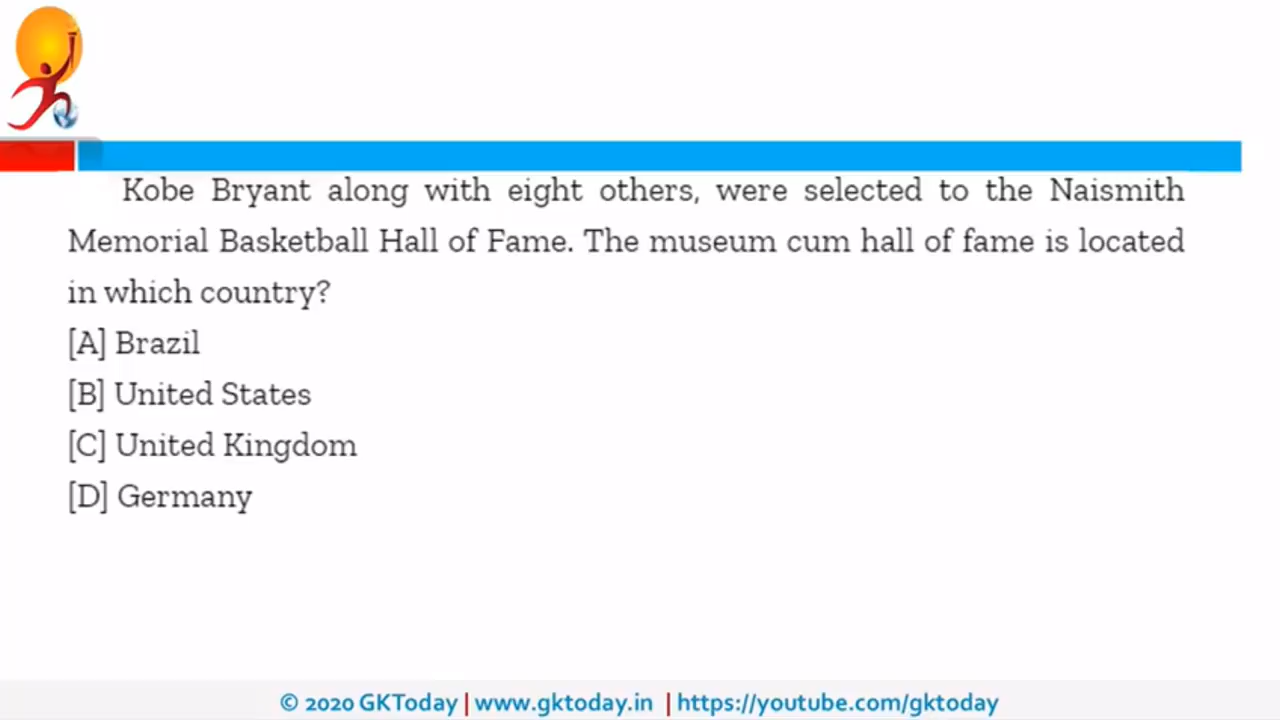 Kobe Bryant along with eight others, were selected to the Naismith
Memorial Basketball Hall of Fame. The museum cum hall of fame is located
in which country?
[A] Brazil
[B] United States
[C] United Kingdom
[D] Germany
© 2020 GKToday | www.gktoday.in | https://youtube.com/gktoday